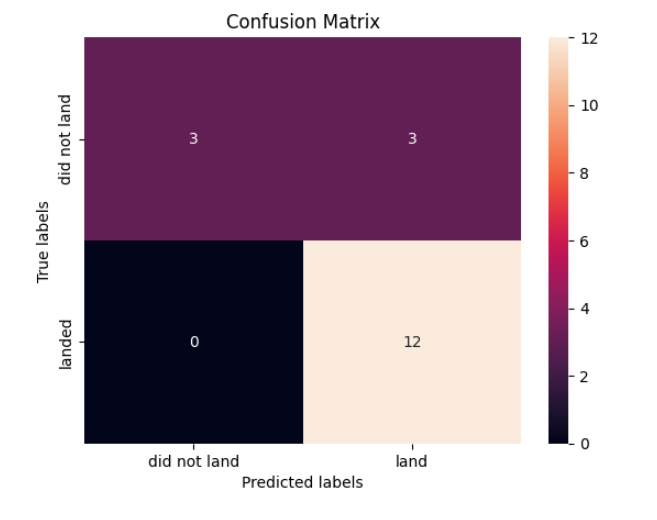 Confusion Matrix
True labels
did not land
landed
3 3
0 12
did not land land
Predicted labels
12
10
8
6
4
2
0